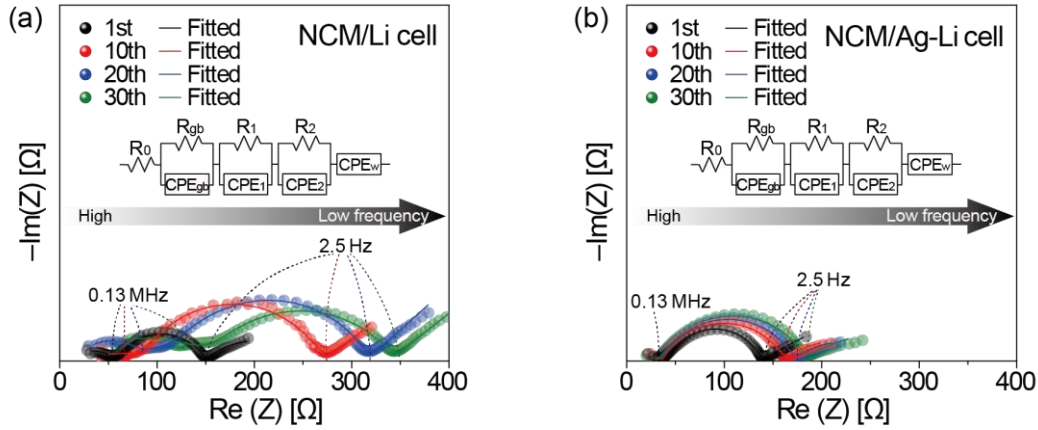 (a)
1st — Fitted
10th — Fitted
20th — Fitted
30th — Fitted
NCM/Li cell
R0
Rgb
R1
R2
CPEgb
CPE1
CPE2
CPEw
High
Low frequency
0.13 MHz
2.5 Hz
−Im(Z) [Ω]
0 100 200 300 400
Re (Z) [Ω]
(b)
1st — Fitted
10th — Fitted
20th — Fitted
30th — Fitted
NCM/Ag-Li cell
R0
Rgb
R1
R2
CPEgb
CPE1
CPE2
CPEw
High
Low frequency
0.13 MHz
2.5 Hz
−Im(Z) [Ω]
0 100 200 300 400
Re (Z) [Ω]